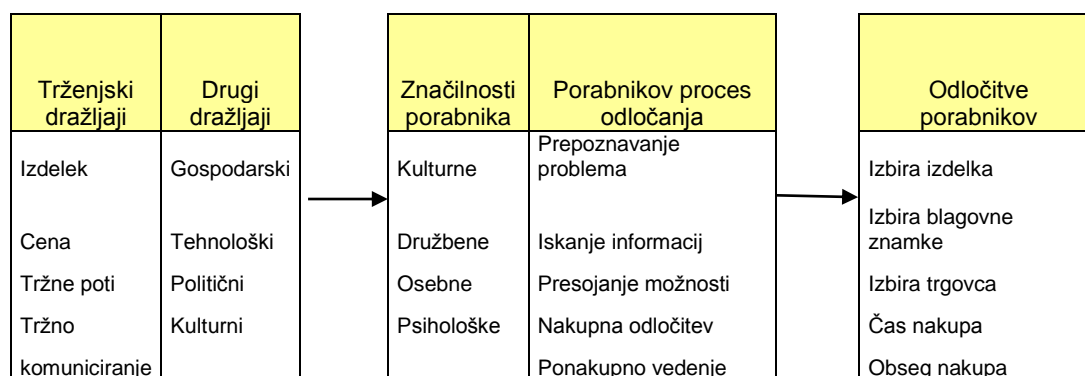 Trženjski
dražljaji
Drugi
dražljaji
Izdelek
Gospodarski
Cena
Tehnološki
Tržne poti
Politični
Tržno
Kulturni
komuniciranje
Značilnosti
porabnika
Porabnikov proces
odločanja
Kulturne
Prepoznavanje
problema
Družbene
Iskanje informacij
Osebne
Presojanje možnosti
Psihološke
Nakupna odločitev
Ponakupno vedenje
Odločitve
porabnikov
Izbira izdelka
Izbira blagovne
znamke
Izbira trgovca
Čas nakupa
Obseg nakupa